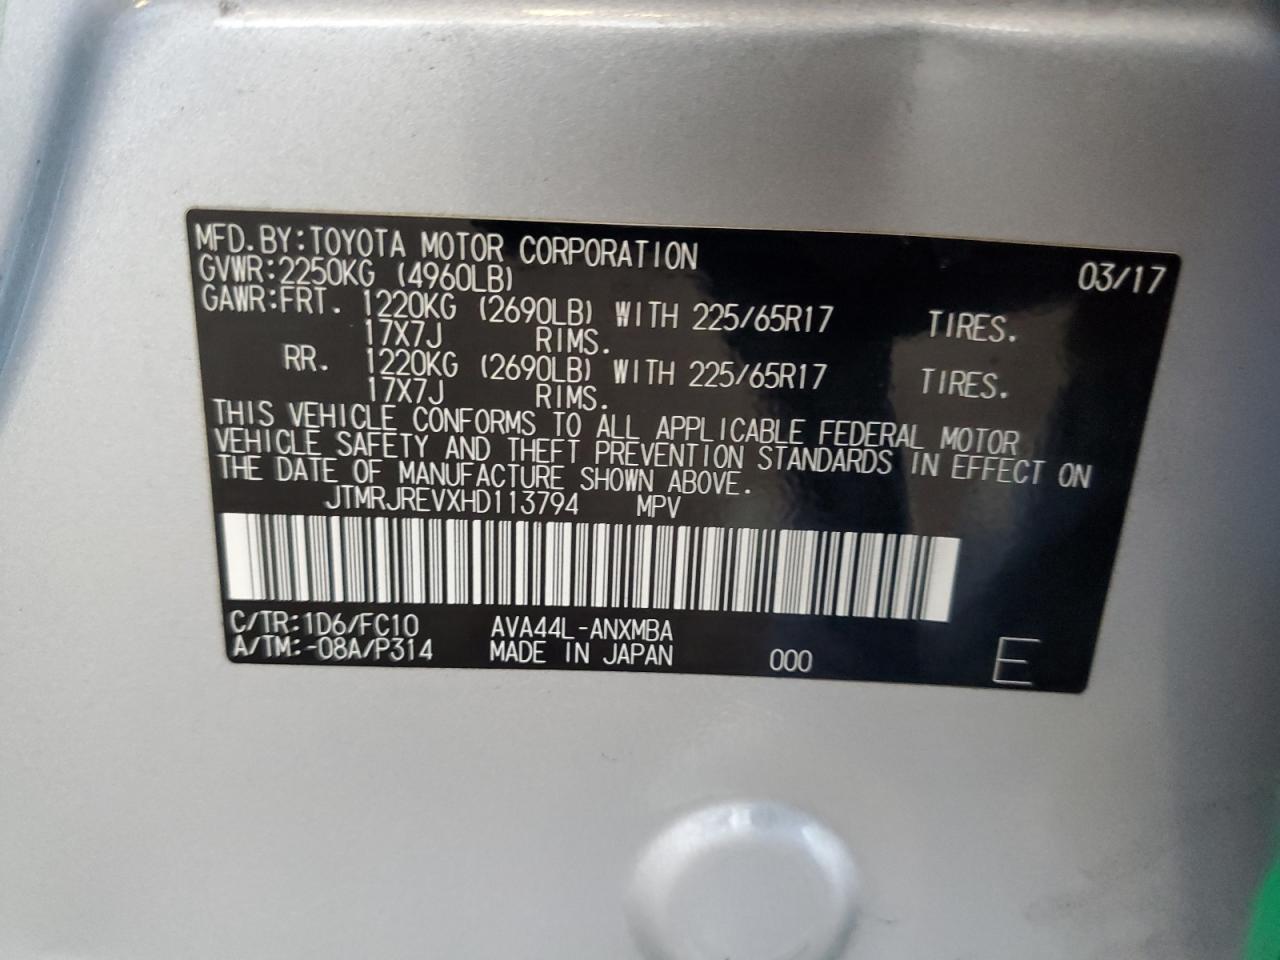 MFD.BY:TOYOTA MOTOR CORPORATION 03/17
GVWR:2250KG (4960LB)
GAWR:FRT. 1220KG (2690LB) WITH 225/65R17 TIRES.
17X7J RIMS.
RR. 1220KG (2690LB) WITH 225/65R17 TIRES.
17X7J RIMS.
THIS VEHICLE CONFORMS TO ALL APPLICABLE FEDERAL MOTOR
VEHICLE SAFETY AND THEFT PREVENTION STANDARDS IN EFFECT ON
THE DATE OF MANUFACTURE SHOWN ABOVE.
JTMRJREVXHD113794 MPV
C/TR:1D6/FC10 AVA44L-ANXMBA
A/TM:-08A/P314 MADE IN JAPAN 000 E